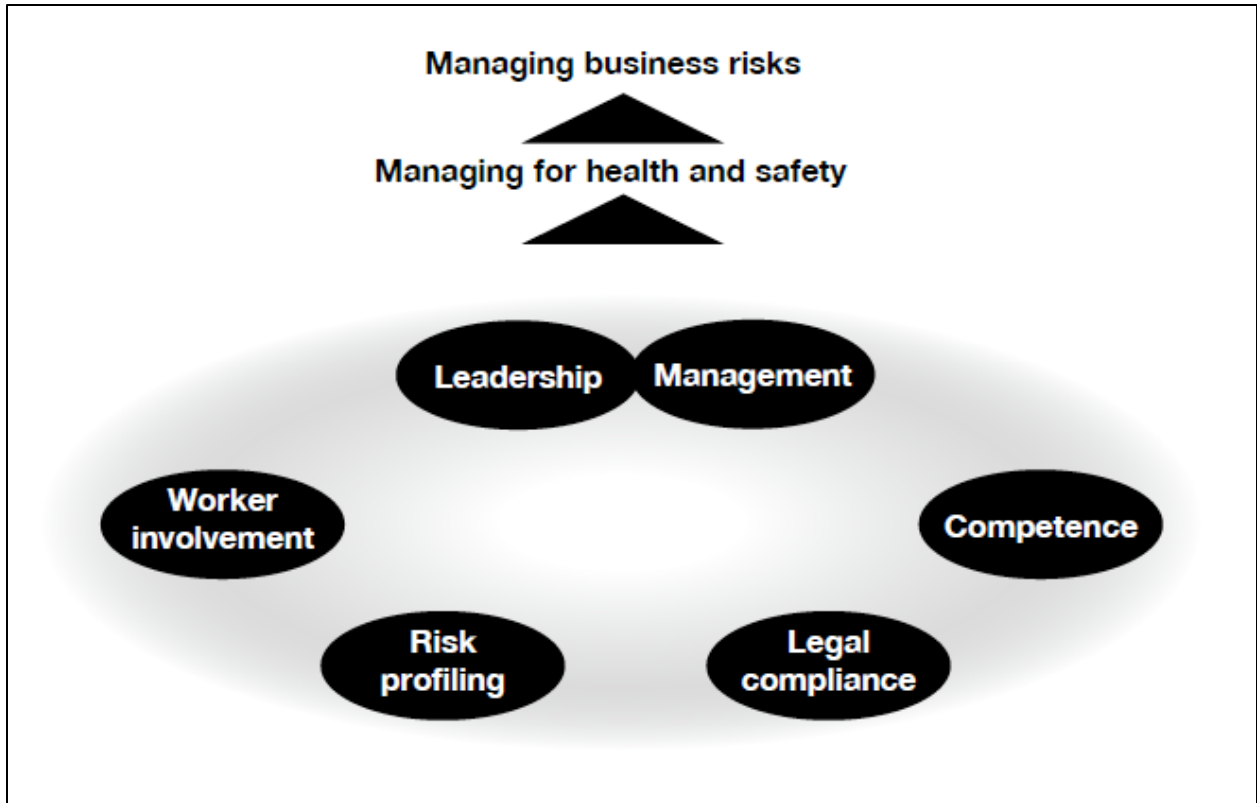 Managing business risks
Managing for health and safety
Leadership
Management
Worker
involvement
Competence
Risk
profiling
Legal
compliance